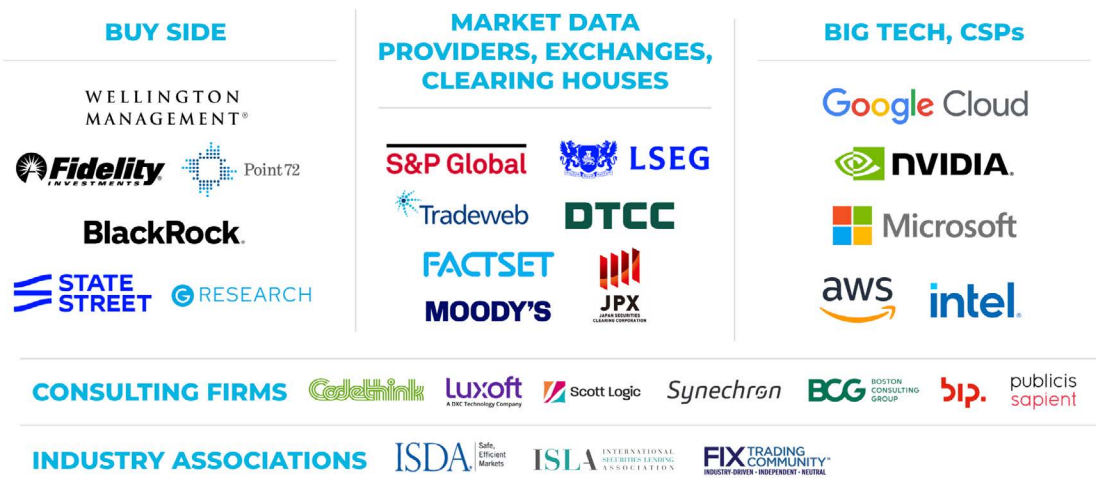 BUY SIDE
WELLINGTON
MANAGEMENT®
Fidelity
INVESTMENTS
Point72
BlackRock.
STATE
STREET
G RESEARCH
MARKET DATA
PROVIDERS, EXCHANGES,
CLEARING HOUSES
S&P Global
LSEG
Tradeweb
DTCC
FACTSET
MOODY'S
JPX
JAPAN SECURITIES
CLEARING CORPORATION
BIG TECH, CSPs
Google Cloud
NVIDIA.
Microsoft
aws
intel.
CONSULTING FIRMS
Codethink
Luxoft
A DXC Technology Company
Scott Logic
Synechron
BCG
BOSTON
CONSULTING
GROUP
bip.
publicis
sapient
INDUSTRY ASSOCIATIONS
ISDA.
Safe,
Efficient
Markets
ISLA
INTERNATIONAL
SECURITIES LENDING
ASSOCIATION
FIX TRADING
COMMUNITY™
INDUSTRY-DRIVEN • INDEPENDENT • NEUTRAL